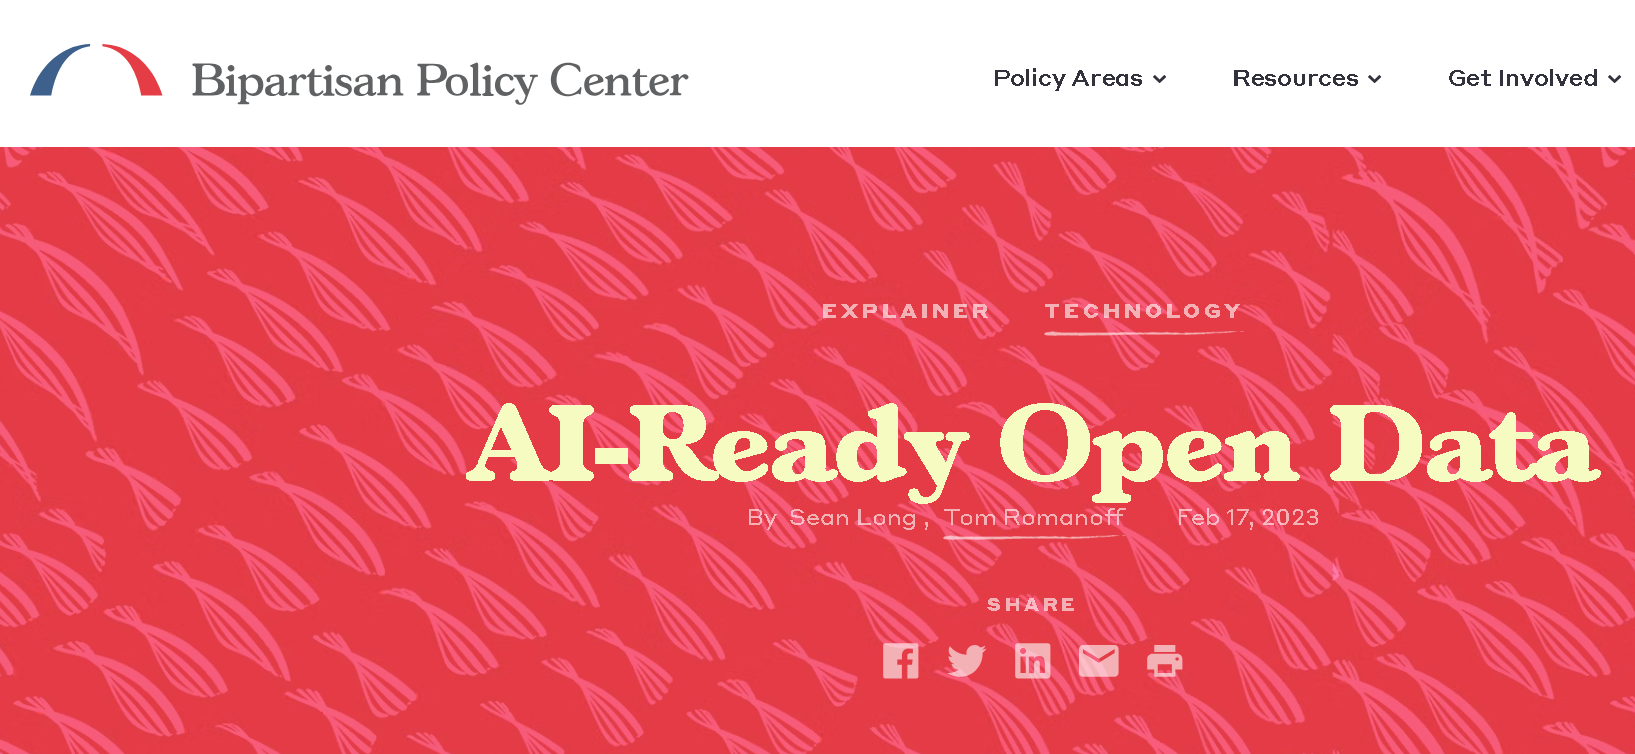 Bipartisan Policy Center
Policy Areas Resources Get Involved
EXPLAINER TECHNOLOGY
AI-Ready Open Data
By Sean Long , Tom Romanoff Feb 17, 2023
SHARE